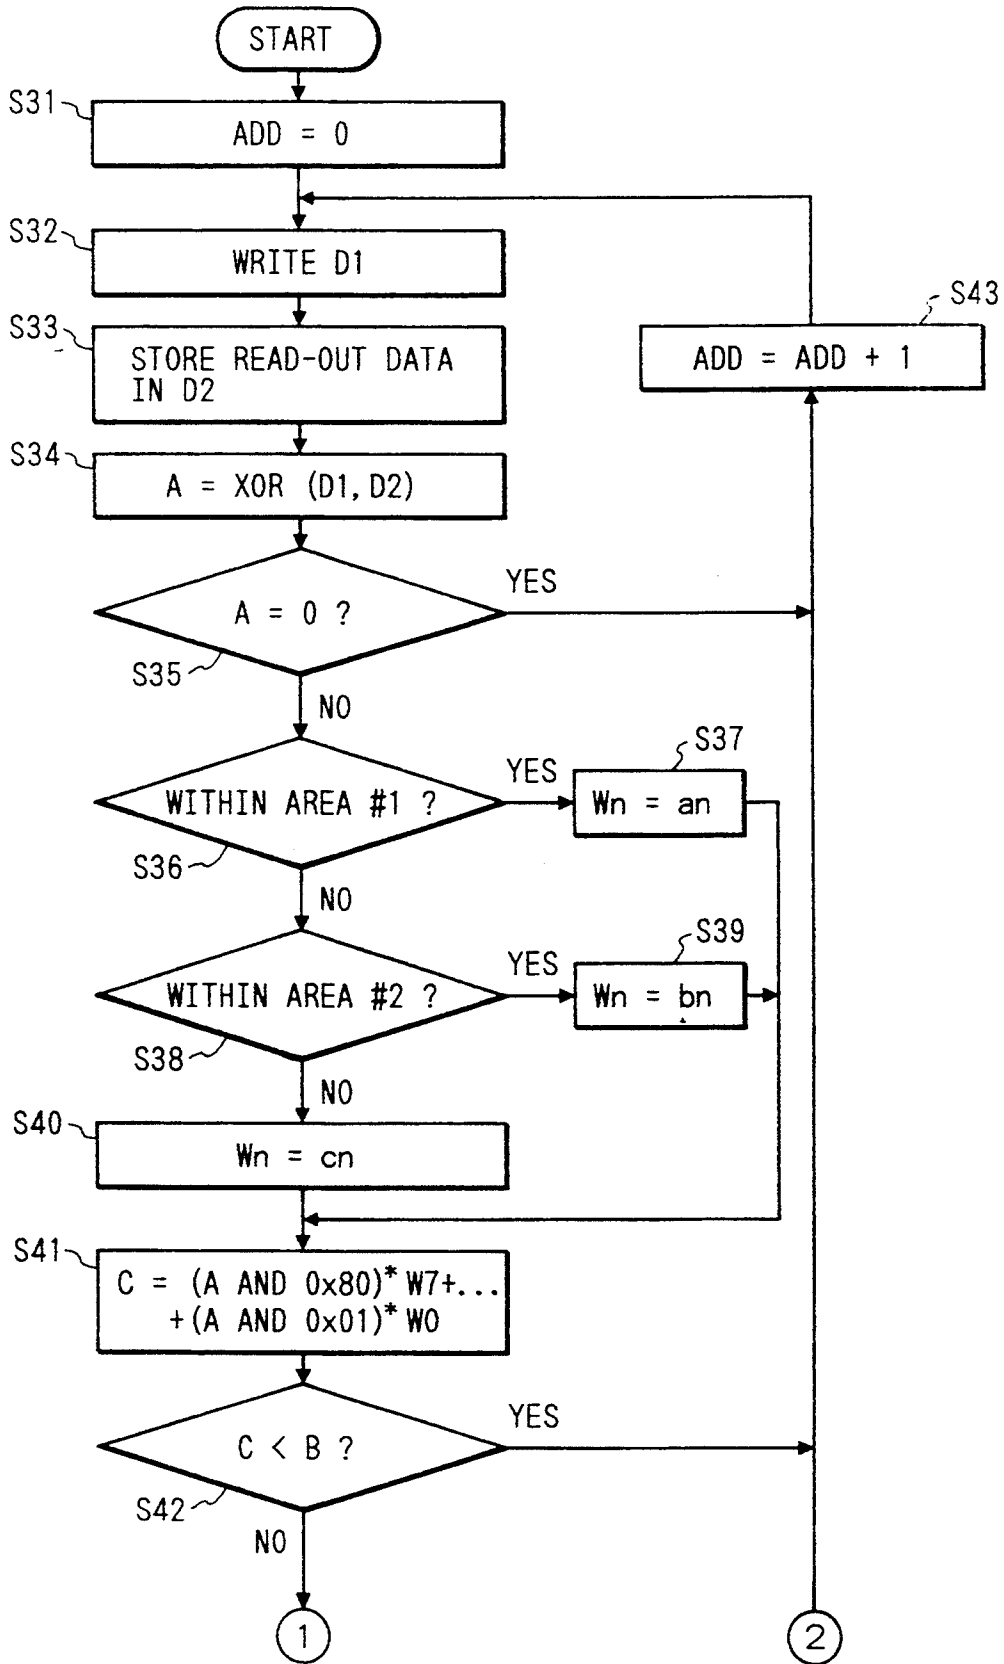 START
S31
ADD = 0
S32
WRITE D1
S33
STORE READ-OUT DATA
IN D2
S43
ADD = ADD + 1
S34
A = XOR (D1,D2)
A = 0 ?
YES
S35
NO
WITHIN AREA #1 ?
YES
S37
Wn = an
S36
NO
WITHIN AREA #2 ?
YES
S39
Wn = bn
S38
NO
S40
Wn = cn
S41
C = (A AND 0x80)* W7+...
+(A AND 0x01)* W0
C < B ?
YES
S42
NO
1
2